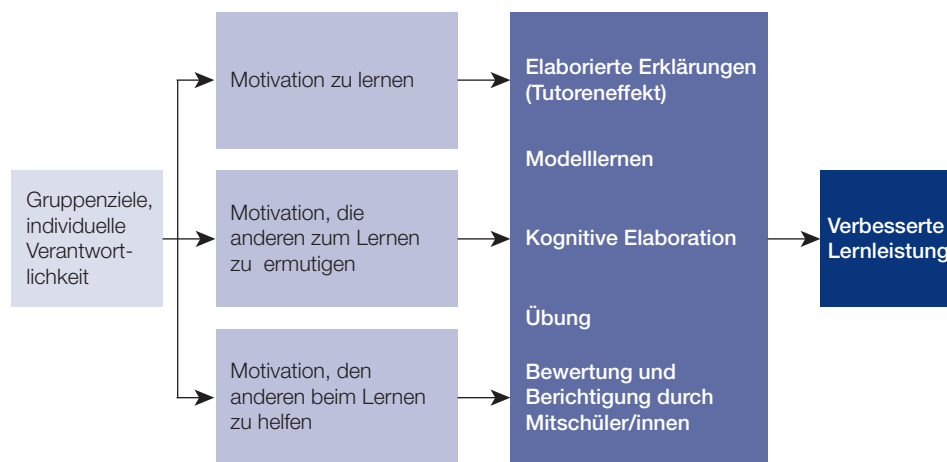 Gruppenziele,
individuelle
Verantwort-
lichkeit
Motivation zu lernen
Motivation, die
anderen zum Lernen
zu ermutigen
Motivation, den
anderen beim Lernen
zu helfen
Elaborierte Erklärungen
(Tutoreneffekt)
Modelllernen
Kognitive Elaboration
Übung
Bewertung und
Berichtigung durch
Mitschüler/innen
Verbesserte
Lernleistung